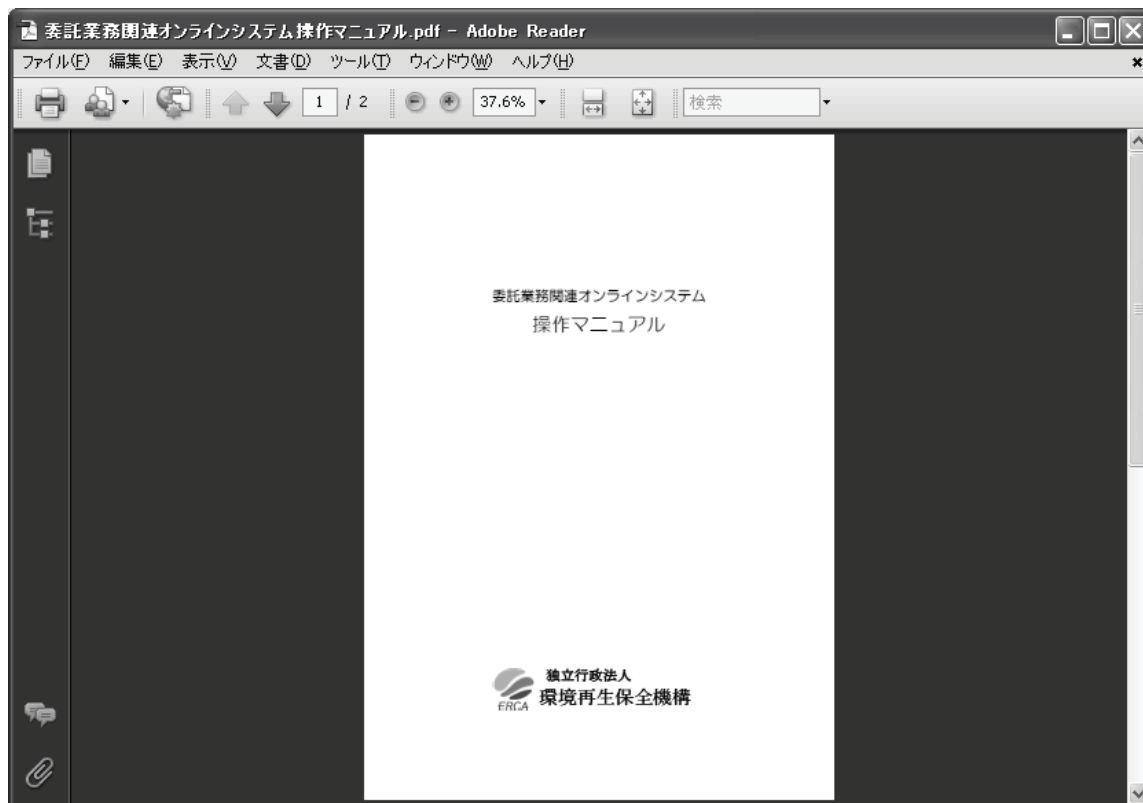 委託業務関連オンラインシステム操作マニュアル.pdf - Adobe Reader
ファイル(F) 編集(E) 表示(V) 文書(D) ツール(T) ウィンドウ(W) ヘルプ(H)
1 / 2 37.6% 検索
委託業務関連オンラインシステム
操作マニュアル
独立行政法人
環境再生保全機構
ERCA